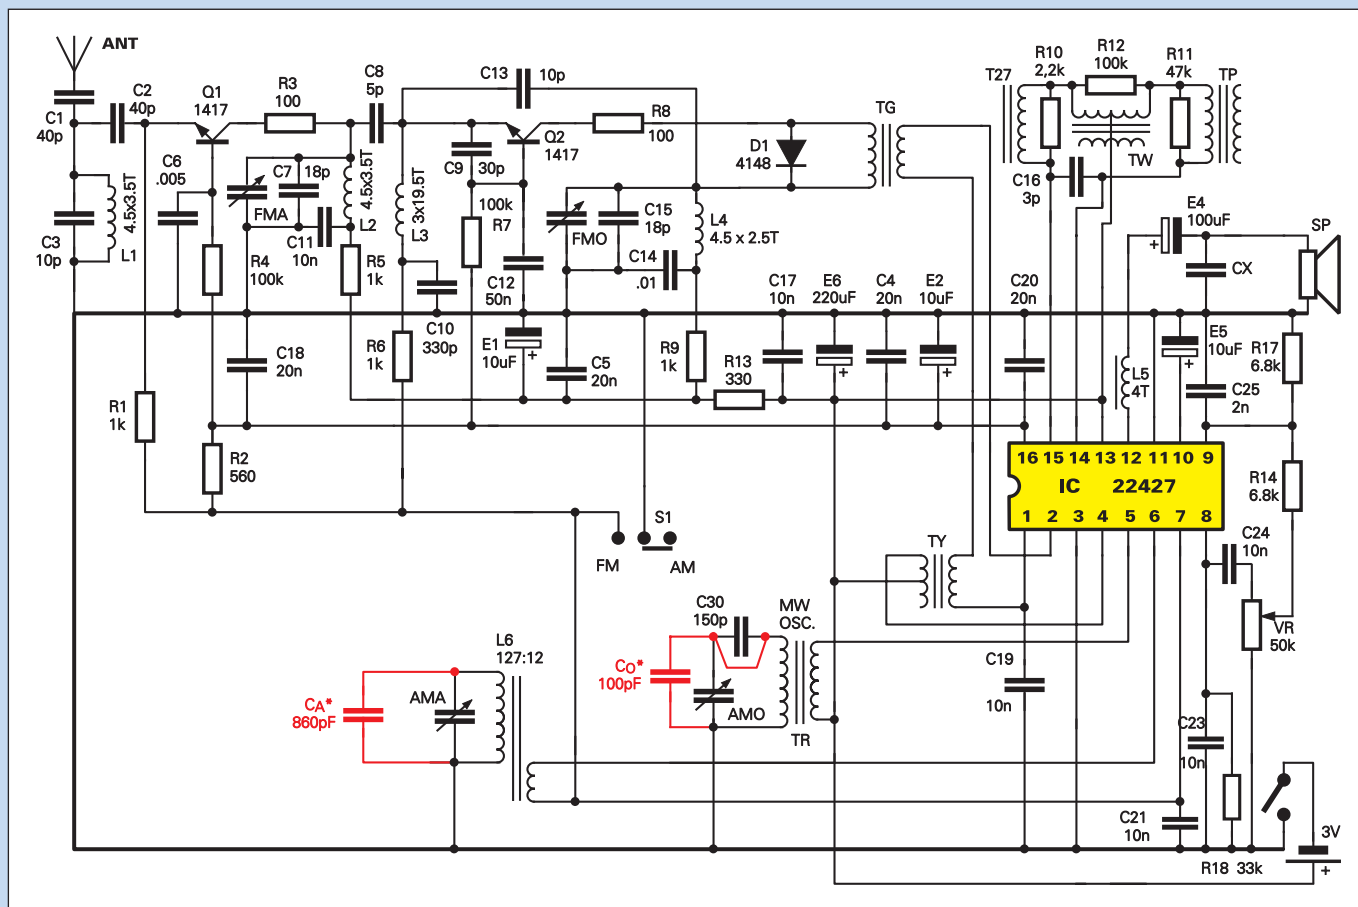 ANT
C1
40p
C2
40p
Q1
1417
R3
100
C8
5p
C13
10p
Q2
1417
R8
100
TG
D1
4148
T27
R10
2,2k
R12
100k
R11
47k
TP
TW
C16
3p
E4
100uF
+
SP
CX
C6
.005
C7
18p
FMA
C11
10n
4.5x3.5T
L2
4.5x3.5T
L1
C3
10p
R4
100k
R5
1k
3x19.5T
L3
C9
30p
100k
R7
C12
50n
FMO
C15
18p
C14
.01
L4
4.5 x 2.5T
C10
330p
R6
1k
E1
10uF
+
C5
20n
R9
1k
R13
330
C17
10n
E6
220uF
+
C4
20n
E2
10uF
+
C20
20n
L5
4T
E5
10uF
+
C25
2n
R17
6.8k
C18
20n
R1
1k
R2
560
16 15 14 13 12 11 10 9
IC 22427
1 2 3 4 5 6 7 8
R14
6.8k
S1
FM
AM
TY
C24
10n
VR
50k
C30
150p
MW
OSC.
CO*
100pF
AMO
TR
L6
127:12
CA*
860pF
AMA
C19
10n
C23
10n
C21
10n
R18 33k
3V
+